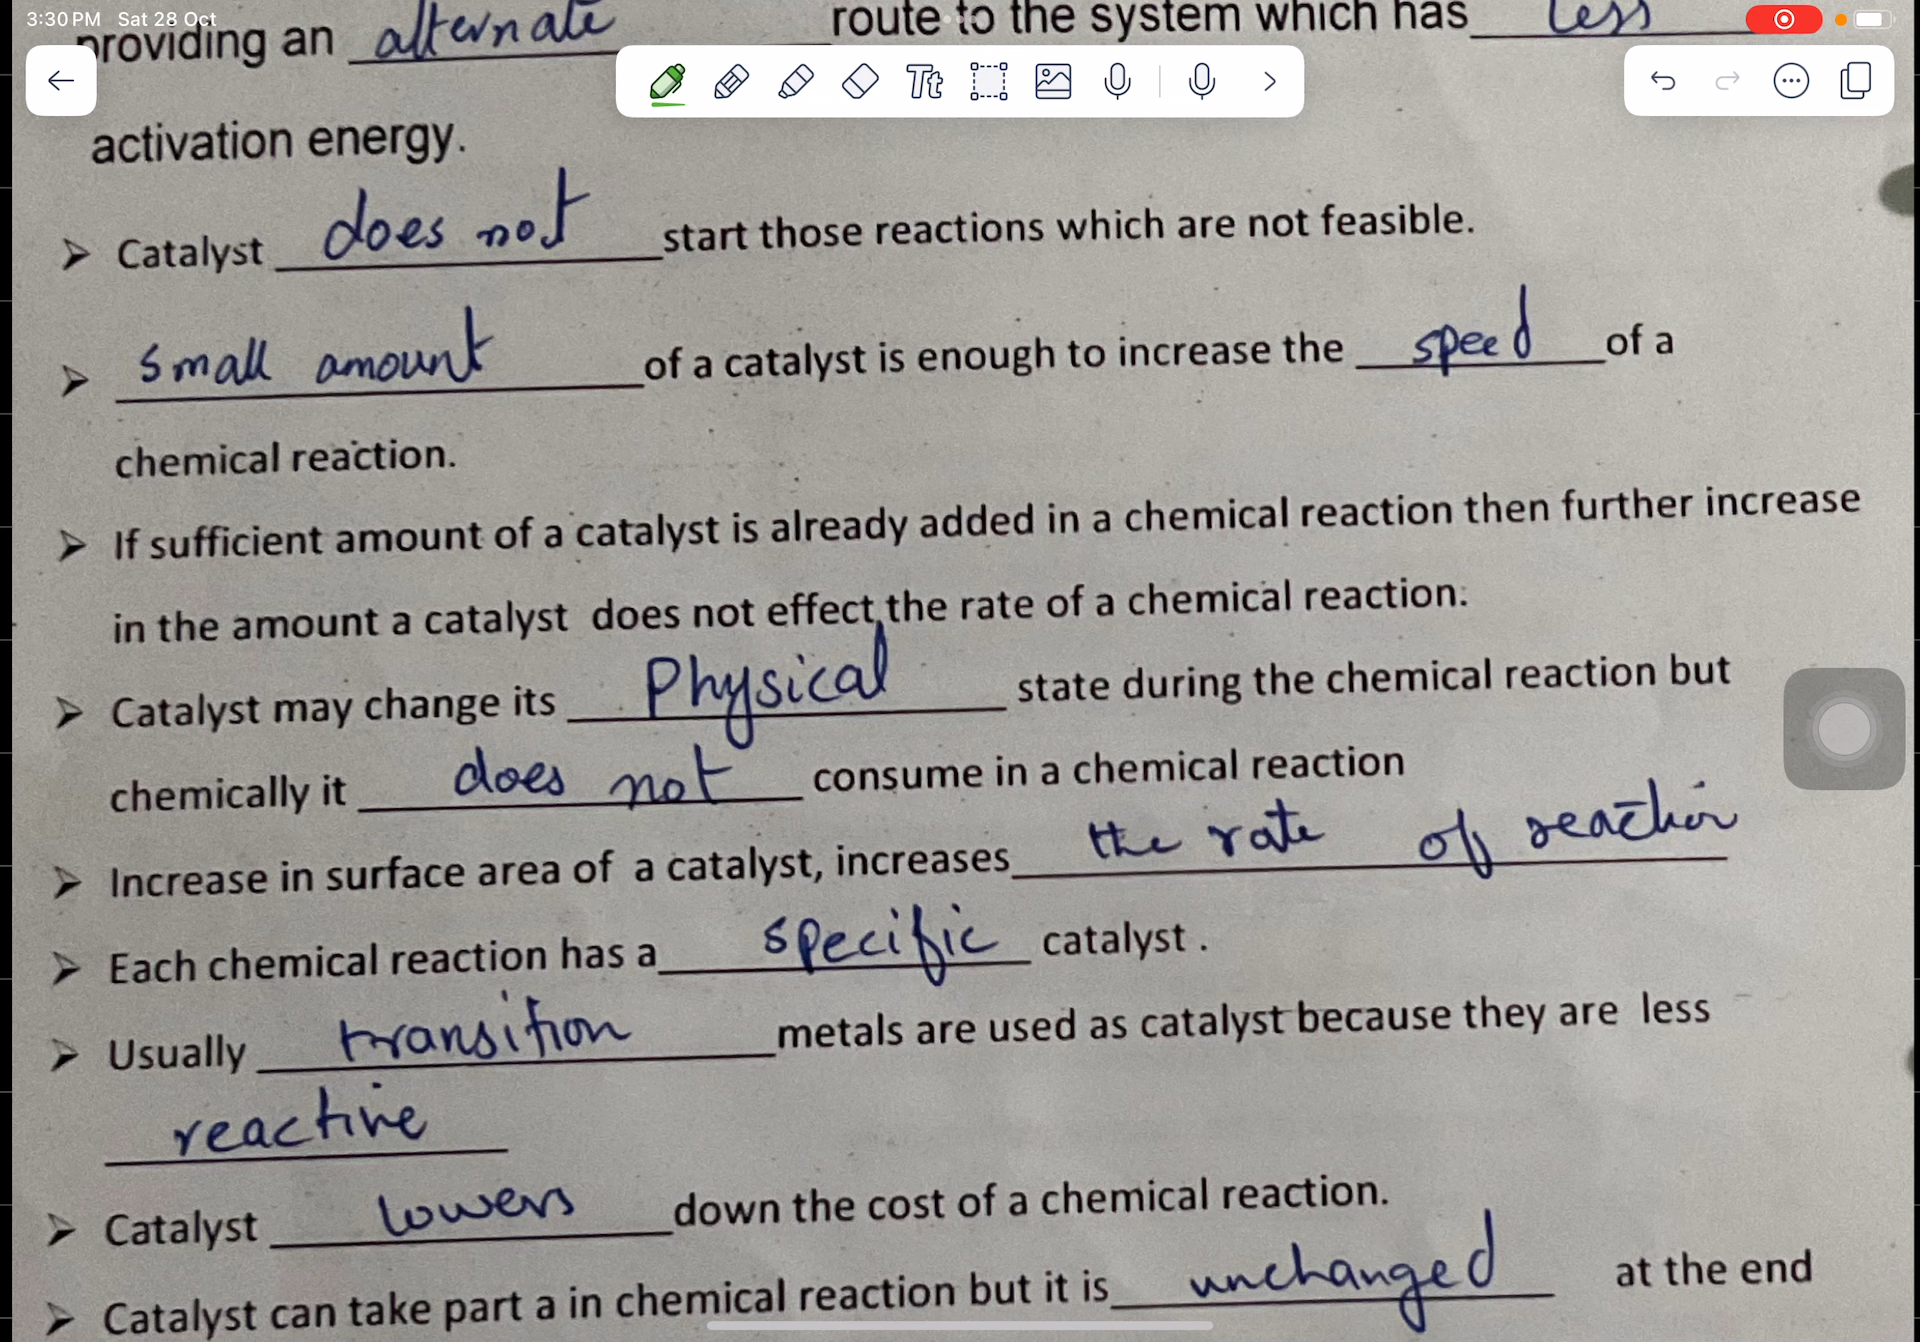 3:30 PM Sat 28 Oct
providing an alternate route to the system which has less
Tt
activation energy.
➤ Catalyst does not start those reactions which are not feasible.
➤ small amount of a catalyst is enough to increase the speed of a
chemical reaction.
➤ If sufficient amount of a catalyst is already added in a chemical reaction then further increase
in the amount a catalyst does not effect the rate of a chemical reaction.
➤ Catalyst may change its Physical state during the chemical reaction but
chemically it does not consume in a chemical reaction
➤ Increase in surface area of a catalyst, increases the rate of reaction
➤ Each chemical reaction has a specific catalyst .
➤ Usually transition metals are used as catalyst because they are less
reactive
➤ Catalyst lowers down the cost of a chemical reaction.
➤ Catalyst can take part a in chemical reaction but it is unchanged at the end